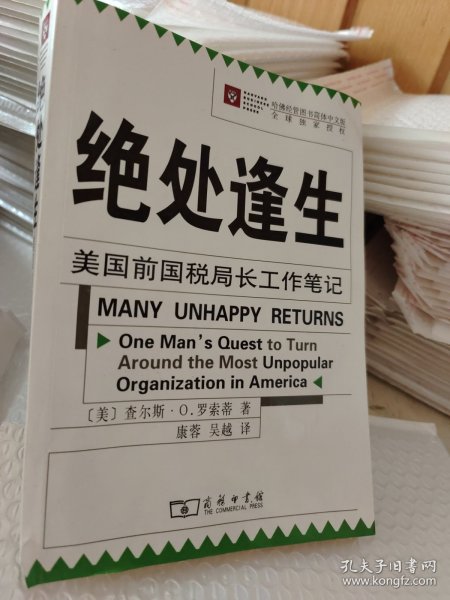 HARVARD
BUSINESS
SCHOOL
PRESS
哈佛经管图书简体中文版
全球独家授权
绝处逢生
美国前国税局长工作笔记
MANY UNHAPPY RETURNS
One Man's Quest to Turn
Around the Most Unpopular
Organization in America
〔美〕查尔斯·O.罗索蒂 著
康蓉 吴越 译
商务印书馆
THE COMMERCIAL PRESS
孔夫子旧书网
www.kongfz.com